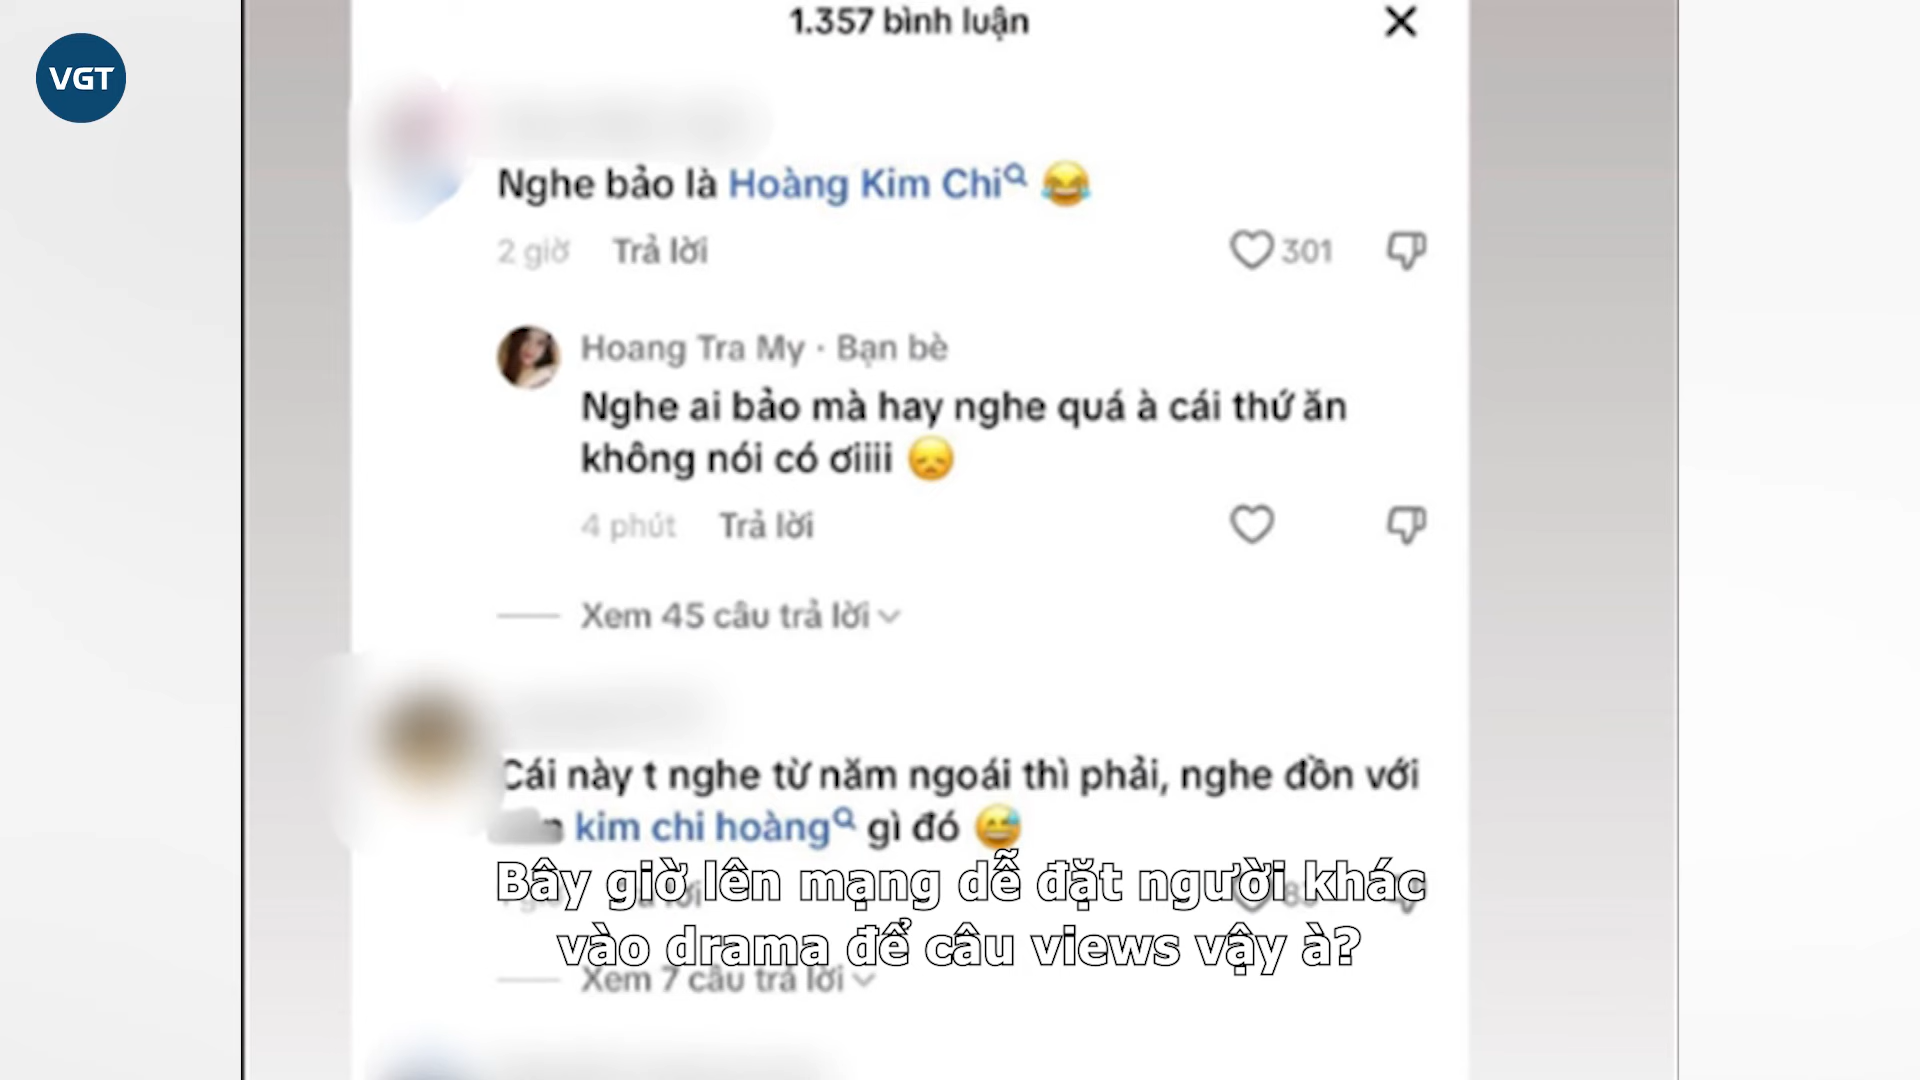 VGT
1.357 bình luận
Nghe bảo là Hoàng Kim Chi 😂
2 giờ Trả lời 301
Hoang Tra My · Bạn bè
Nghe ai bảo mà hay nghe quá à cái thứ ăn
không nói có ơiiii 😞
4 phút Trả lời
Xem 45 câu trả lời
Cái này t nghe từ năm ngoái thì phải, nghe đồn với
kim chi hoàng gì đó 😅
Bây giờ lên mạng dễ đặt người khác
vào drama để câu views vậy à?
Xem 7 câu trả lời